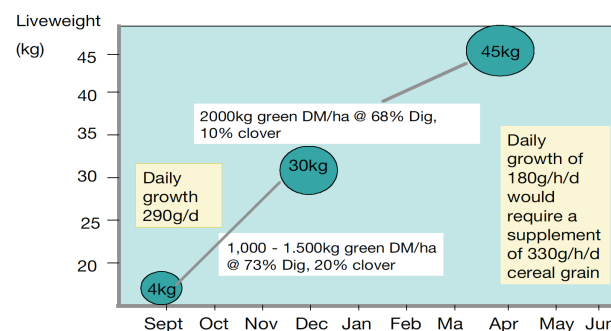 Liveweight
(kg)
45
40
35
30
25
20
45kg
2000kg green DM/ha @ 68% Dig,
10% clover
30kg
Daily
growth
290g/d
Daily
growth of
180g/h/d
would
require a
supplement
of 330g/h/d
cereal grain
1,000 - 1.500kg green DM/ha
@ 73% Dig, 20% clover
4kg
Sept Oct Nov Dec Jan Feb Ma Apr May Jun